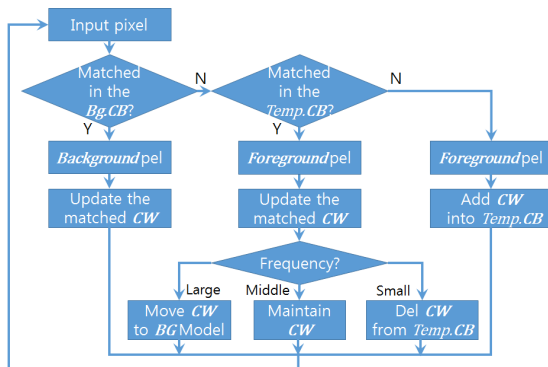 Input pixel
Matched
in the
Bg.CB?
N
Matched
in the
Temp.CB?
N
Y
Y
Background pel
Foreground pel
Foreground pel
Update the
matched CW
Update the
matched CW
Add CW
into Temp.CB
Frequency?
Large
Middle
Small
Move CW
to BG Model
Maintain
CW
Del CW
from Temp.CB